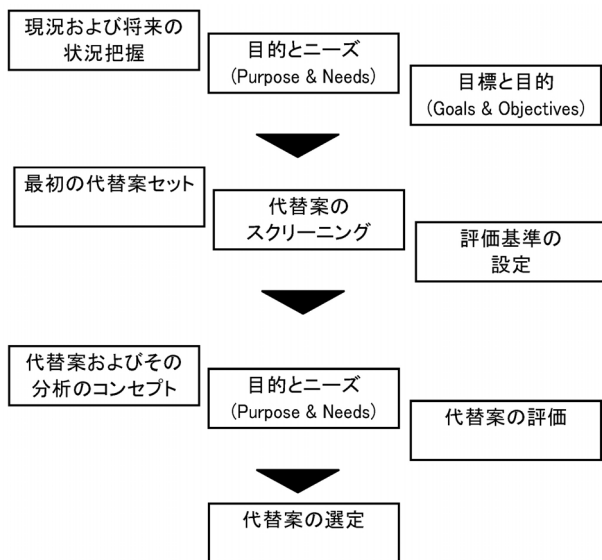 現況および将来の
状況把握
目的とニーズ
(Purpose & Needs)
目標と目的
(Goals & Objectives)
最初の代替案セット
代替案の
スクリーニング
評価基準の
設定
代替案およびその
分析のコンセプト
目的とニーズ
(Purpose & Needs)
代替案の評価
代替案の選定